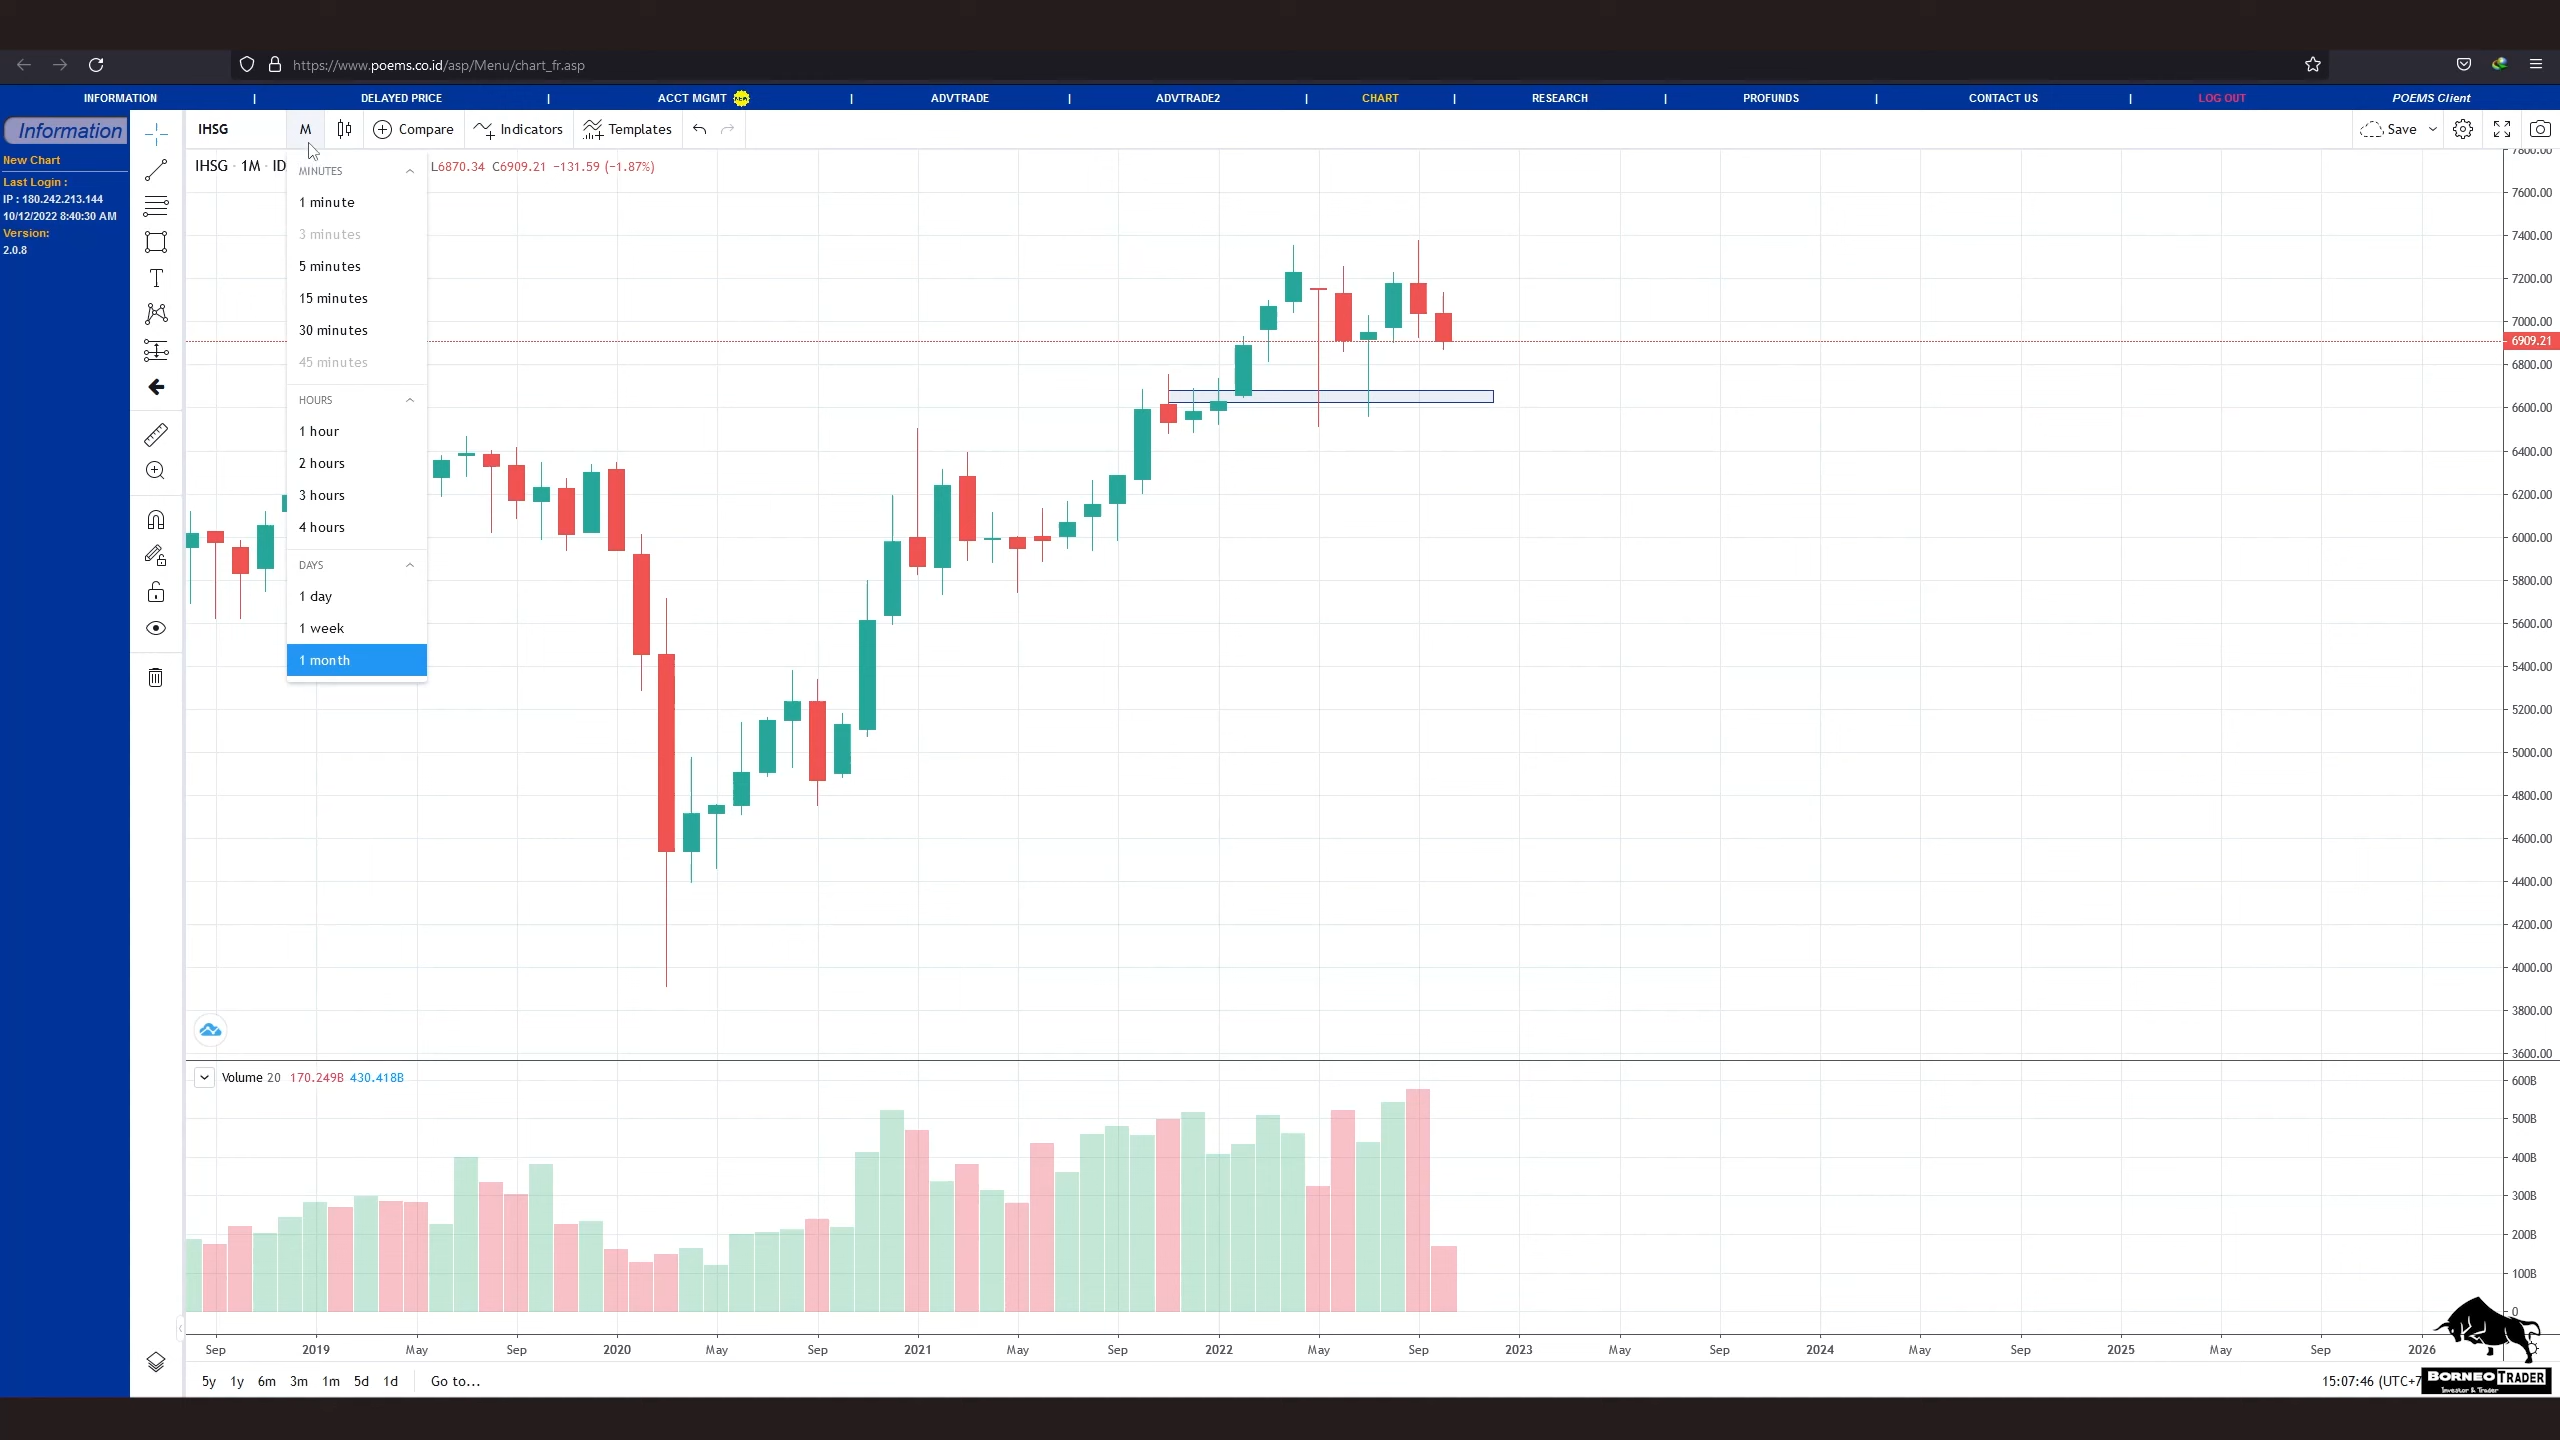 https://www.poems.co.id/asp/Menu/chart_fr.asp
INFORMATION | DELAYED PRICE | ACCT MGMT | ADVTRADE | ADVTRADE2 | CHART | RESEARCH | PROFUNDS | CONTACT US | LOG OUT POEMS Client
Information
New Chart
Last Login :
IP : 180.242.213.144
10/12/2022 8:40:30 AM
Version:
2.0.8
IHSG M Compare Indicators Templates Save
IHSG · 1M · ID L6870.34 C6909.21 −131.59 (−1.87%)
MINUTES
1 minute
3 minutes
5 minutes
15 minutes
30 minutes
45 minutes
HOURS
1 hour
2 hours
3 hours
4 hours
DAYS
1 day
1 week
1 month
7800.00
7600.00
7400.00
7200.00
7000.00
6909.21
6800.00
6600.00
6400.00
6200.00
6000.00
5800.00
5600.00
5400.00
5200.00
5000.00
4800.00
4600.00
4400.00
4200.00
4000.00
3800.00
3600.00
Volume 20 170.249B 430.418B
600B
500B
400B
300B
200B
100B
0
Sep 2019 May Sep 2020 May Sep 2021 May Sep 2022 May Sep 2023 May Sep 2024 May Sep 2025 May Sep 2026
5y 1y 6m 3m 1m 5d 1d Go to... 15:07:46 (UTC+7
BORNEO TRADER
Investor & Trader